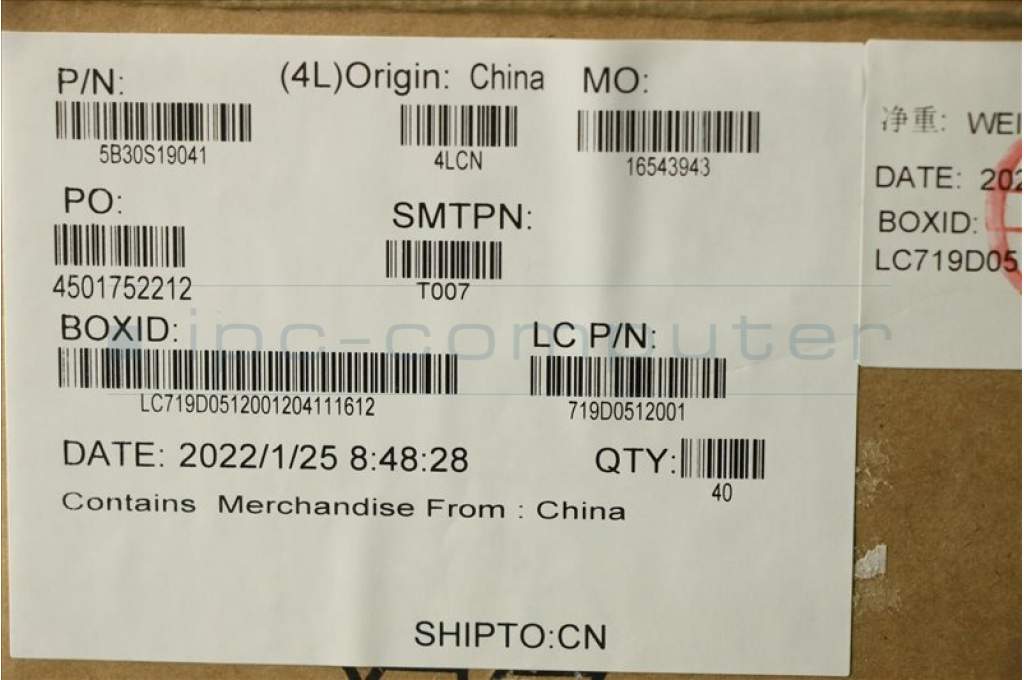 P/N: (4L)Origin: China MO:
5B30S19041 4LCN 16543943
PO: SMTPN:
4501752212 T007
BOXID: LC P/N:
LC719D0512001204111612 719D0512001
DATE: 2022/1/25 8:48:28 QTY:
40
Contains Merchandise From : China
SHIPTO:CN
净重: WEI
DATE: 202
BOXID:
LC719D05
inc-computer